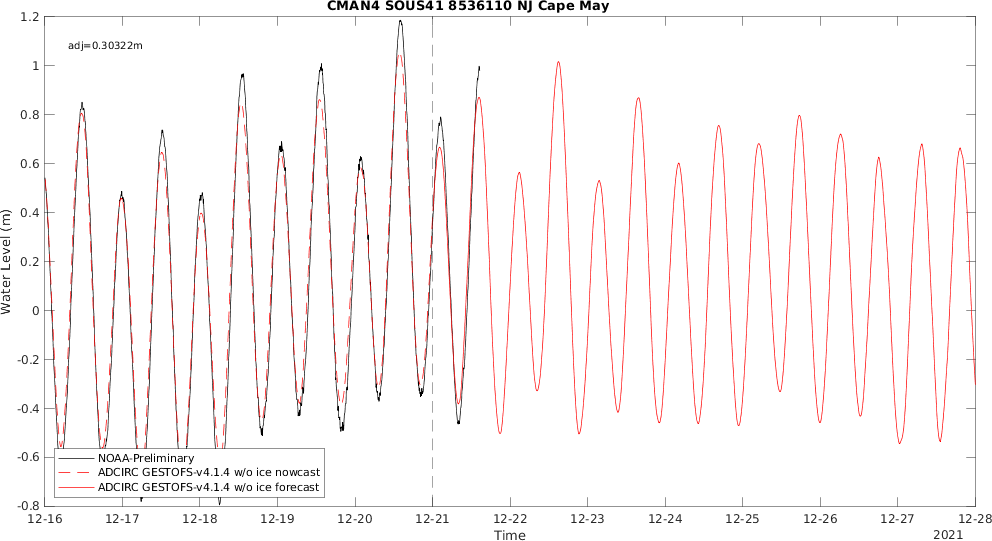 CMAN4 SOUS41 8536110 NJ Cape May
adj=0.30322m
1.2
1
0.8
0.6
0.4
0.2
0
-0.2
-0.4
-0.6
-0.8
Water Level (m)
NOAA-Preliminary
ADCIRC GESTOFS-v4.1.4 w/o ice nowcast
ADCIRC GESTOFS-v4.1.4 w/o ice forecast
12-16 12-17 12-18 12-19 12-20 12-21 12-22 12-23 12-24 12-25 12-26 12-27 12-28
Time
2021